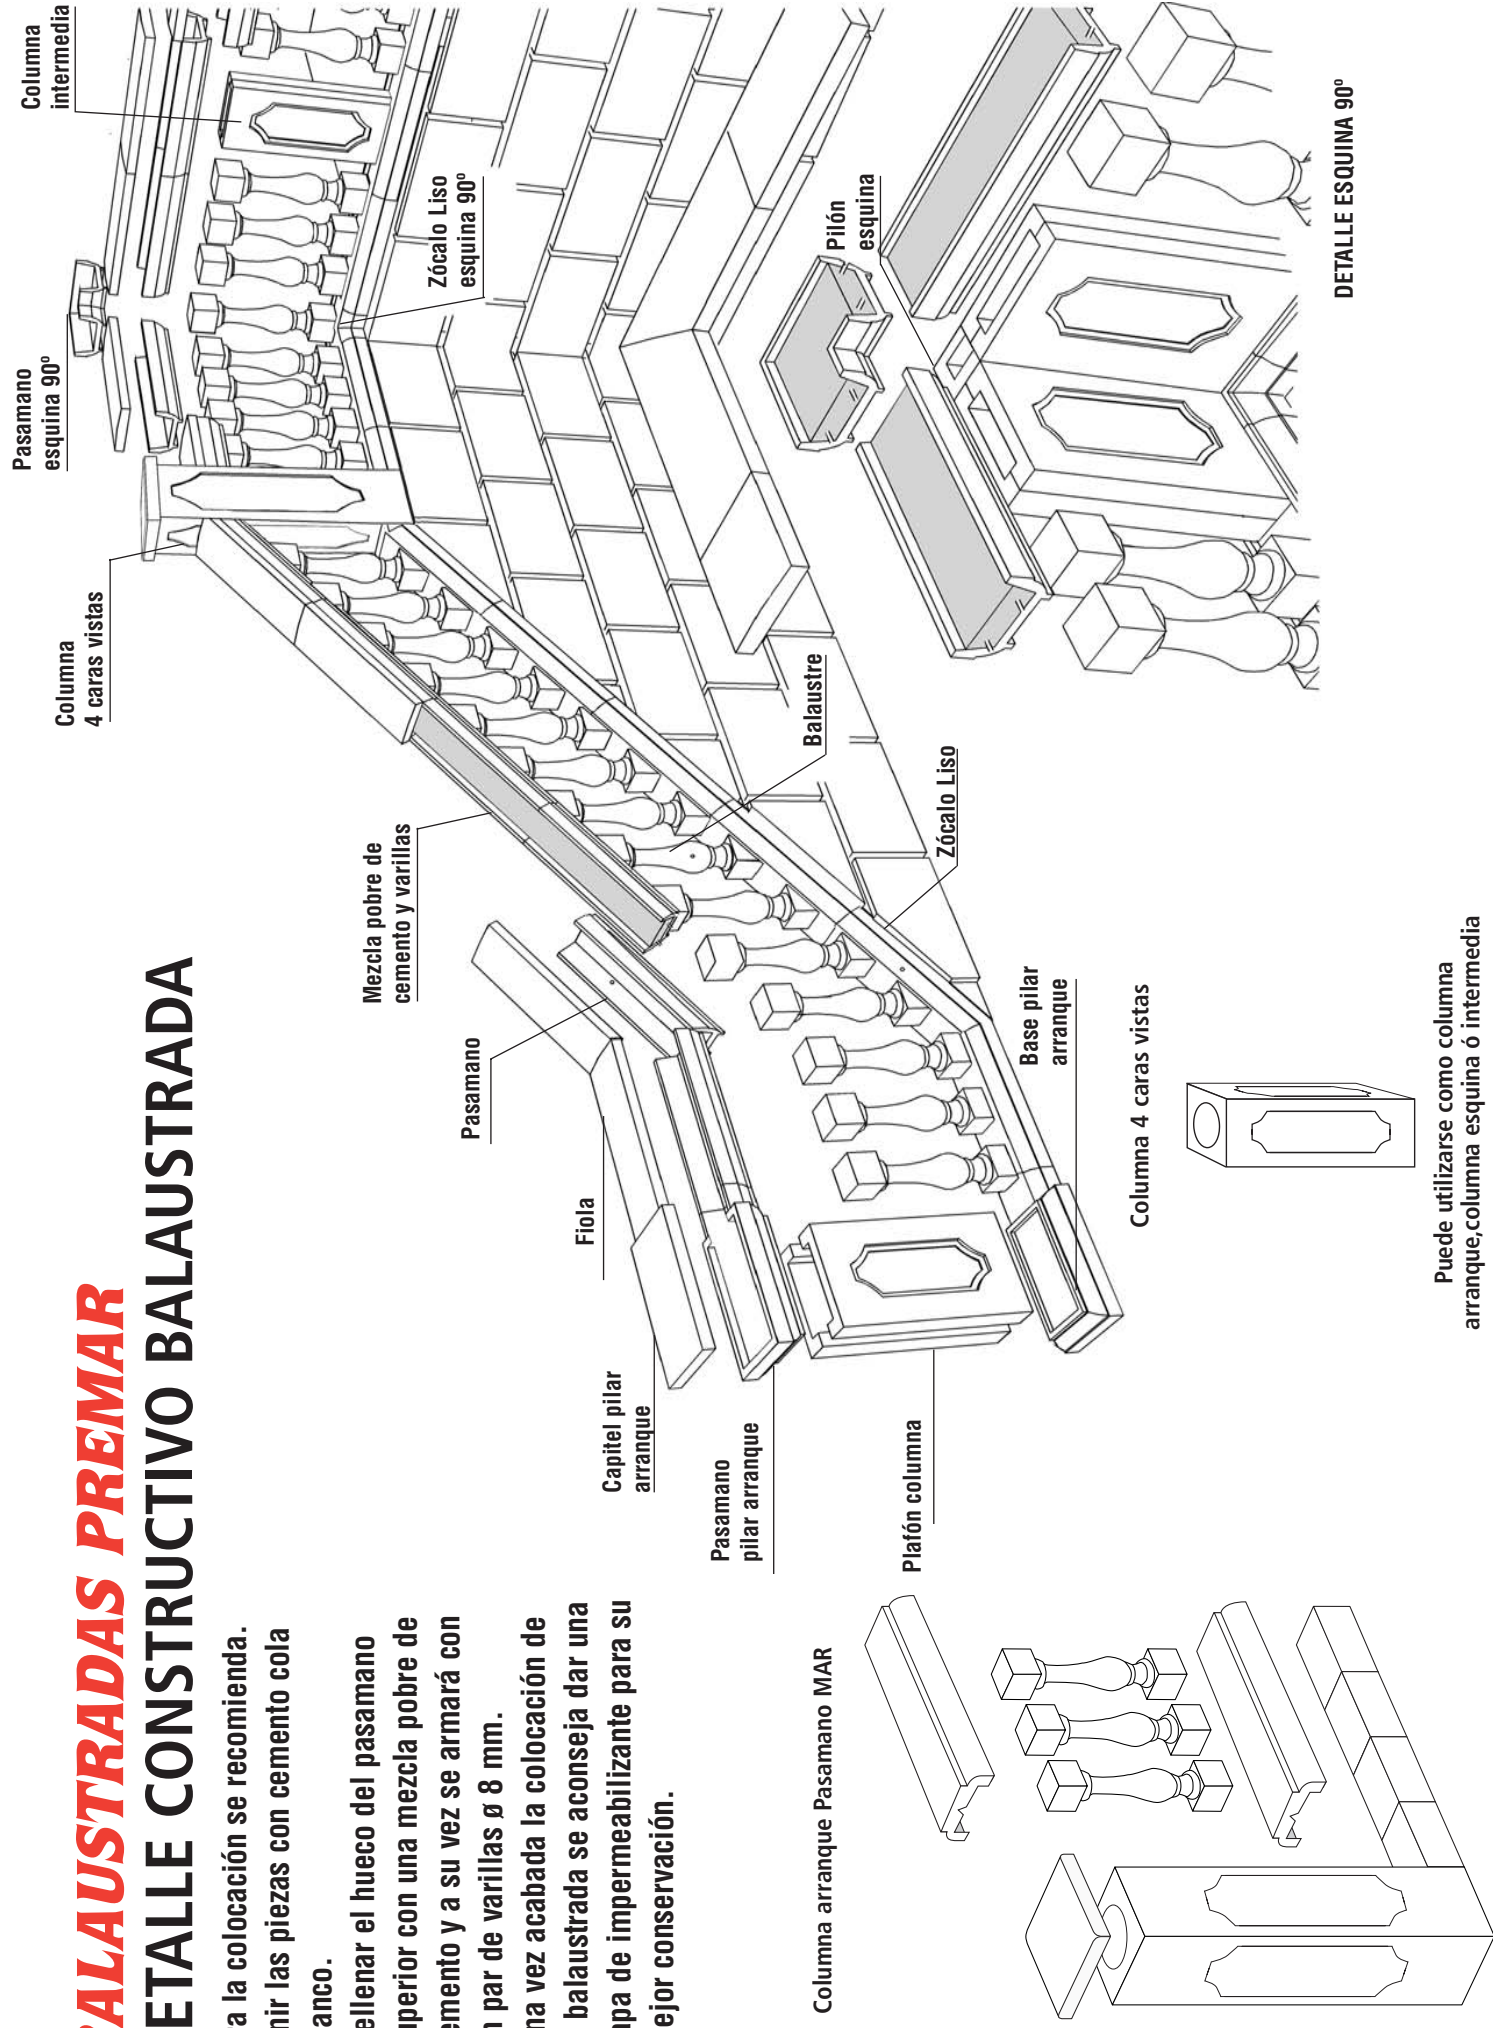 ALAUSTRADAS PREMAR
ETALLE CONSTRUCTIVO BALAUSTRADA
a la colocación se recomienda.
nir las piezas con cemento cola
anco.
ellenar el hueco del pasamano
uperior con una mezcla pobre de
emento y a su vez se armará con
n par de varillas ø 8 mm.
na vez acabada la colocación de
balaustrada se aconseja dar una
apa de impermeabilizante para su
ejor conservación.
Columna
intermedia
Pasamano
esquina 90º
Columna
4 caras vistas
Zócalo Liso
esquina 90º
Mezcla pobre de
cemento y varillas
Pasamano
Fiola
Capitel pilar
arranque
Pasamano
pilar arranque
Plafón columna
Balaustre
Zócalo Liso
Base pilar
arranque
Pilón
esquina
DETALLE ESQUINA 90º
Columna arranque Pasamano MAR
Columna 4 caras vistas
Puede utilizarse como columna
arranque,columna esquina ó intermedia